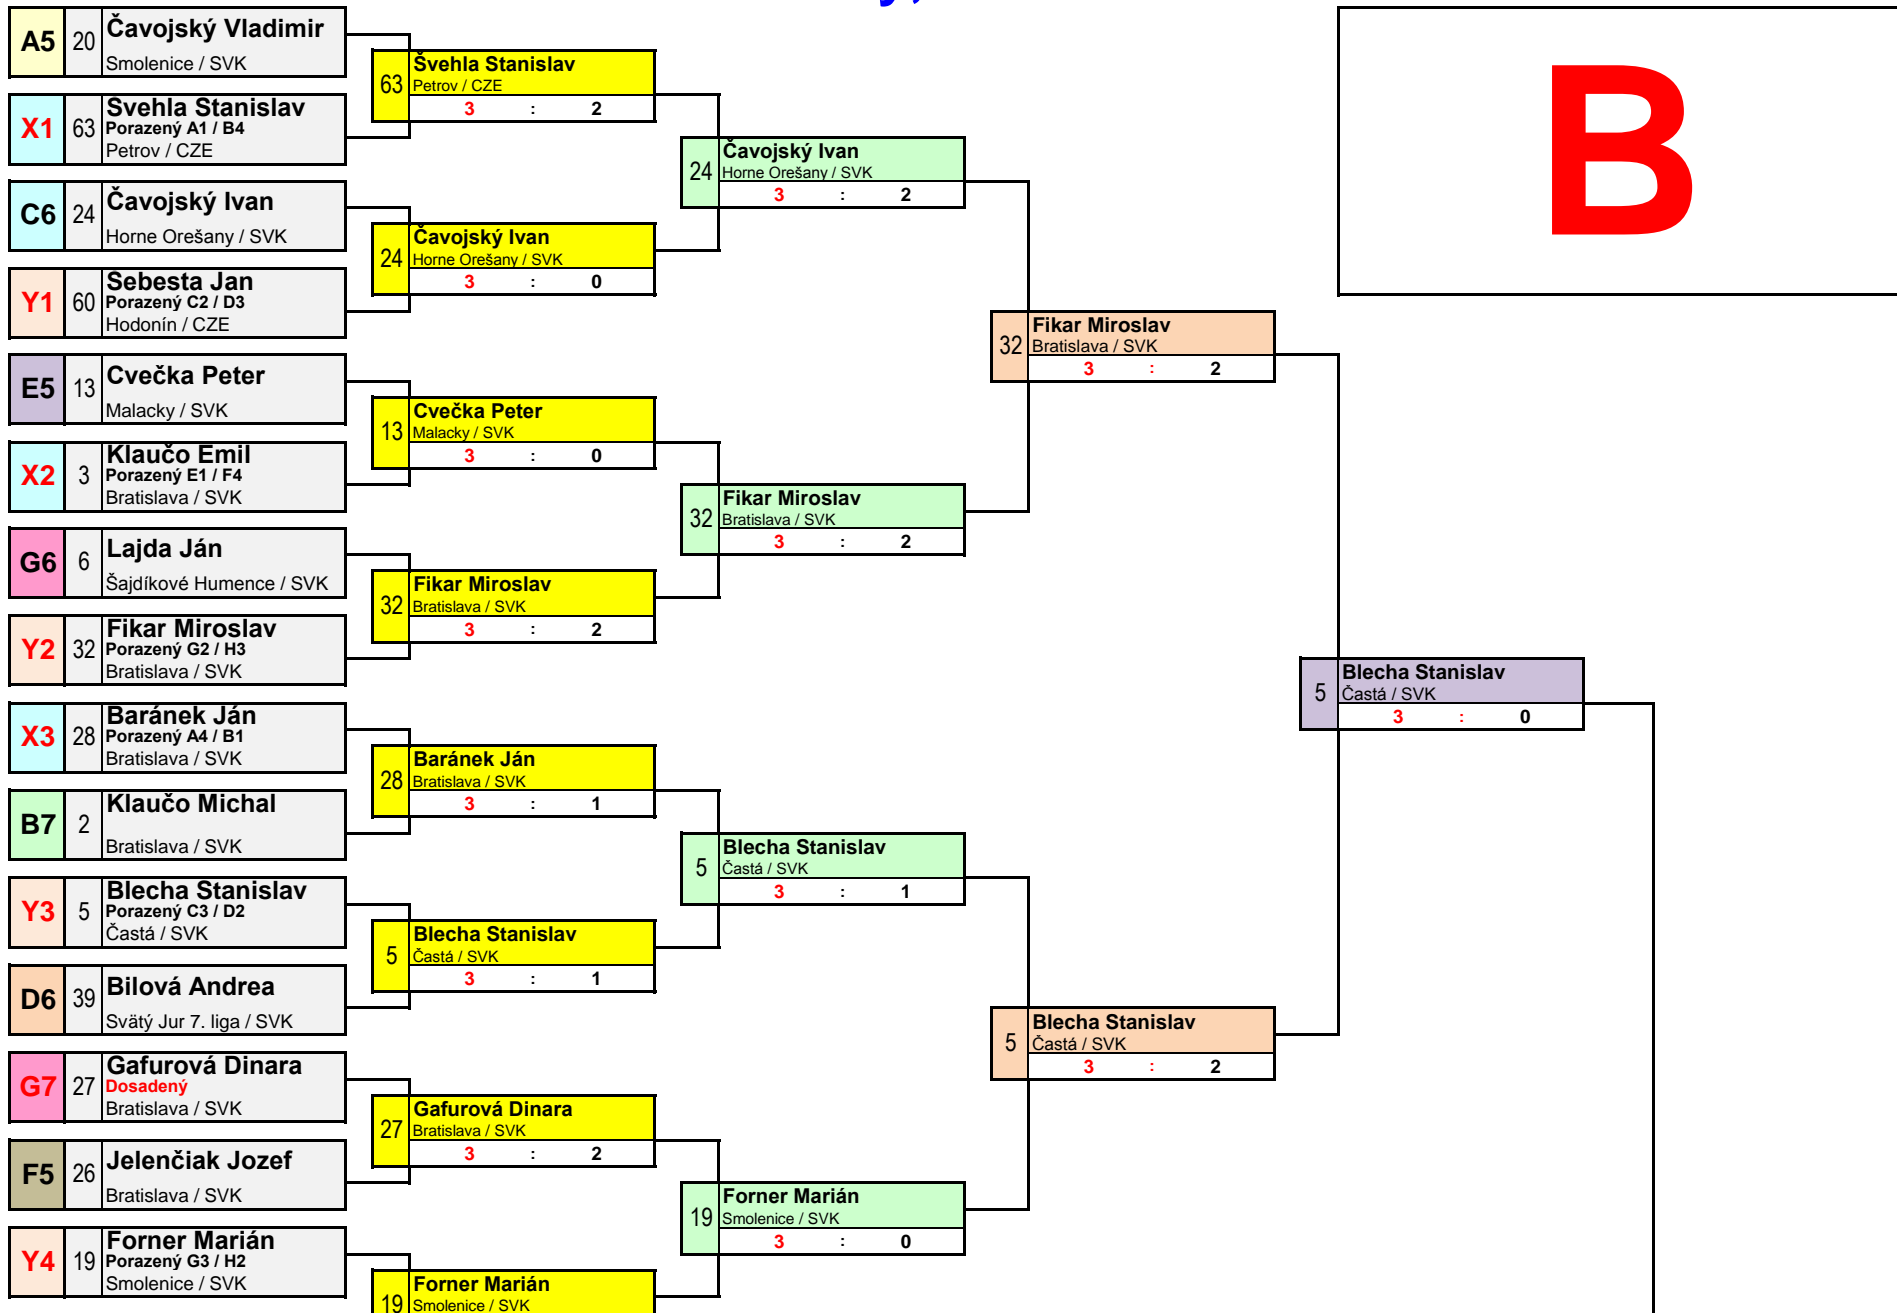 A5 20 Čavojský Vladimir
Smolenice / SVK
X1 63 Švehla Stanislav
Porazený A1 / B4
Petrov / CZE
C6 24 Čavojský Ivan
Horne Orešany / SVK
Y1 60 Šebesta Jan
Porazený C2 / D3
Hodonín / CZE
E5 13 Cvečka Peter
Malacky / SVK
X2 3 Klaučo Emil
Porazený E1 / F4
Bratislava / SVK
G6 6 Lajda Ján
Šajdíkové Humence / SVK
Y2 32 Fikar Miroslav
Porazený G2 / H3
Bratislava / SVK
X3 28 Baránek Ján
Porazený A4 / B1
Bratislava / SVK
B7 2 Klaučo Michal
Bratislava / SVK
Y3 5 Blecha Stanislav
Porazený C3 / D2
Častá / SVK
D6 39 Bilová Andrea
Svätý Jur 7. liga / SVK
G7 27 Gafurová Dinara
Dosadený
Bratislava / SVK
F5 26 Jelenčiak Jozef
Bratislava / SVK
Y4 19 Forner Marián
Porazený G3 / H2
Smolenice / SVK
63 Švehla Stanislav
Petrov / CZE
3 : 2
24 Čavojský Ivan
Horne Orešany / SVK
3 : 0
13 Cvečka Peter
Malacky / SVK
3 : 0
32 Fikar Miroslav
Bratislava / SVK
3 : 2
28 Baránek Ján
Bratislava / SVK
3 : 1
5 Blecha Stanislav
Častá / SVK
3 : 1
27 Gafurová Dinara
Bratislava / SVK
3 : 2
19 Forner Marián
Smolenice / SVK
24 Čavojský Ivan
Horne Orešany / SVK
3 : 2
32 Fikar Miroslav
Bratislava / SVK
3 : 2
5 Blecha Stanislav
Častá / SVK
3 : 1
19 Forner Marián
Smolenice / SVK
3 : 0
32 Fikar Miroslav
Bratislava / SVK
3 : 2
5 Blecha Stanislav
Častá / SVK
3 : 2
5 Blecha Stanislav
Častá / SVK
3 : 0
B